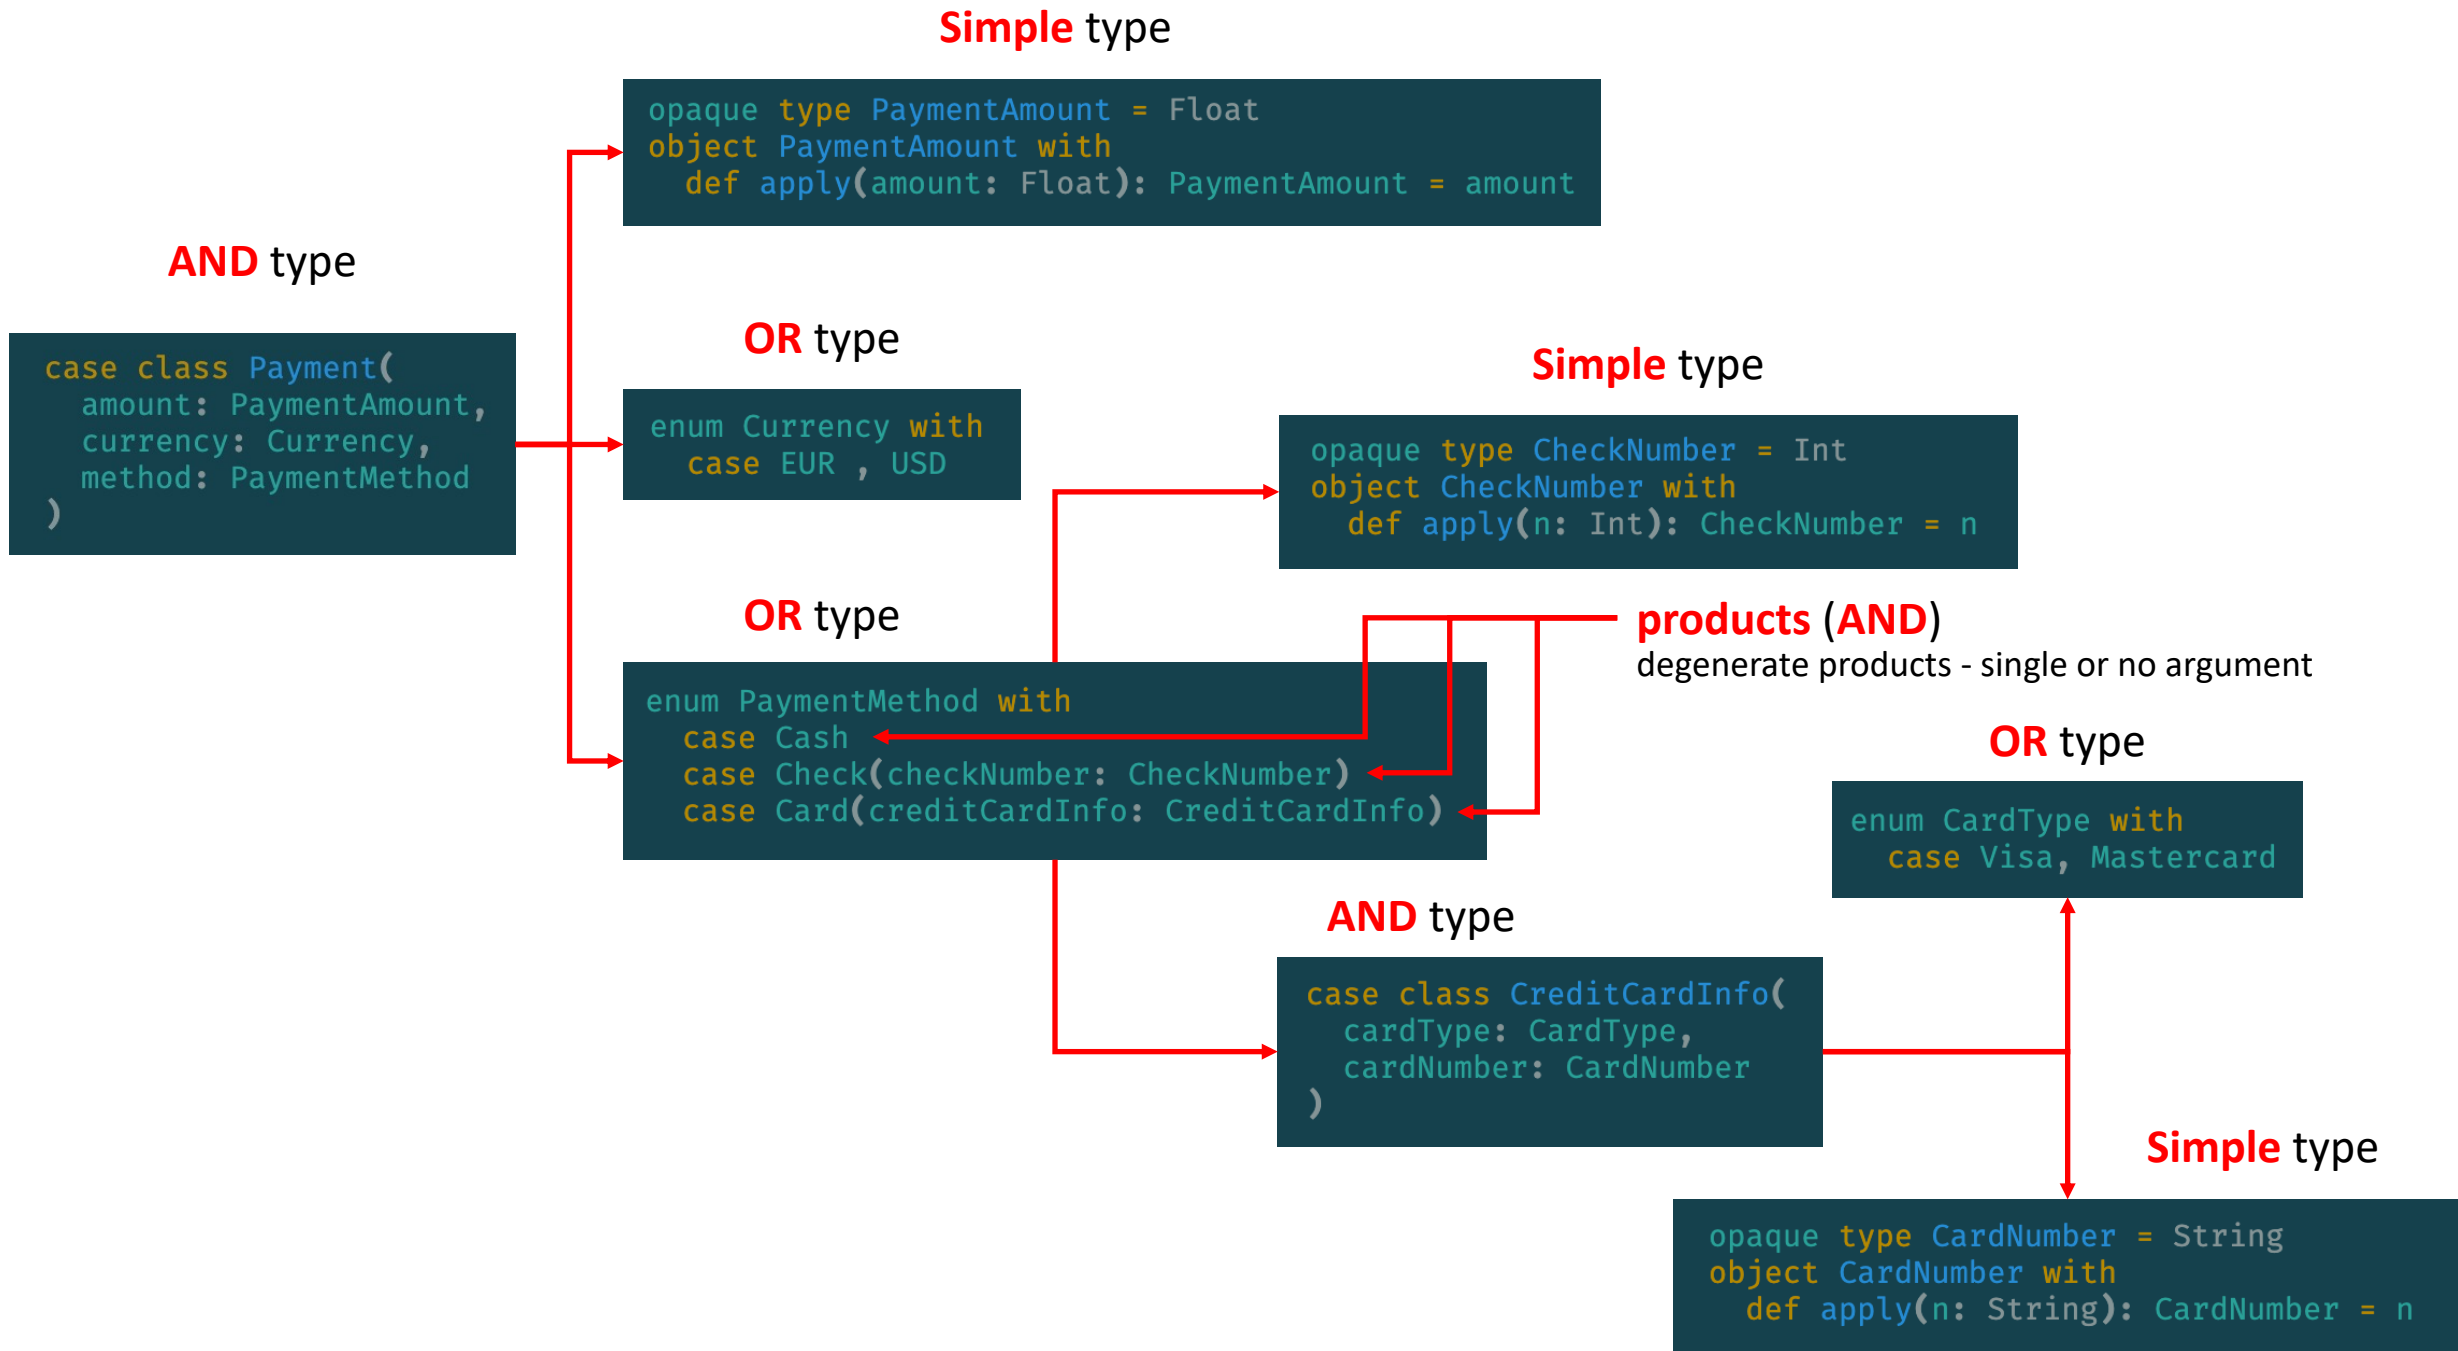 Simple type
opaque type PaymentAmount = Float
object PaymentAmount with
  def apply(amount: Float): PaymentAmount = amount
AND type
case class Payment(
  amount: PaymentAmount,
  currency: Currency,
  method: PaymentMethod
)
OR type
enum Currency with
  case EUR , USD
Simple type
opaque type CheckNumber = Int
object CheckNumber with
  def apply(n: Int): CheckNumber = n
OR type
enum PaymentMethod with
  case Cash
  case Check(checkNumber: CheckNumber)
  case Card(creditCardInfo: CreditCardInfo)
products (AND)
degenerate products - single or no argument
OR type
enum CardType with
  case Visa, Mastercard
AND type
case class CreditCardInfo(
  cardType: CardType,
  cardNumber: CardNumber
)
Simple type
opaque type CardNumber = String
object CardNumber with
  def apply(n: String): CardNumber = n